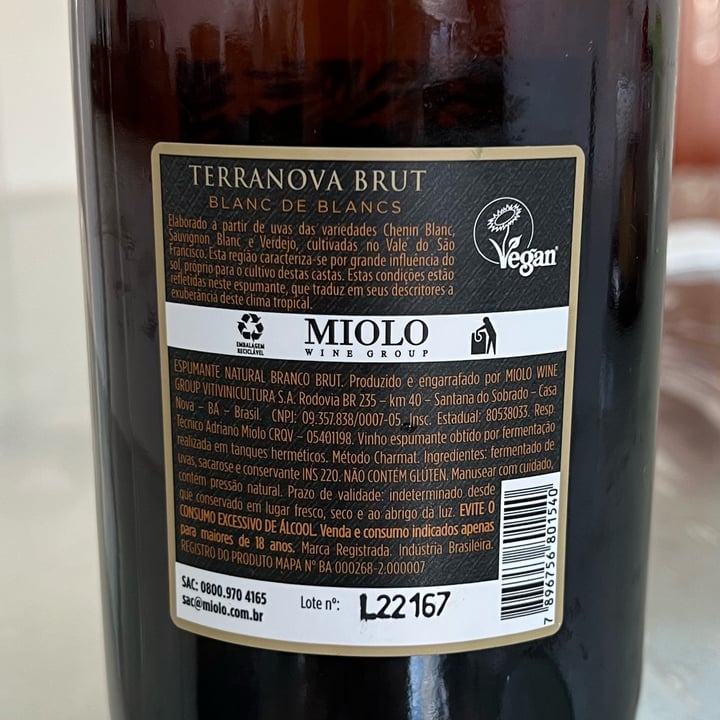 TERRANOVA BRUT
BLANC DE BLANCS
Elaborado a partir de uvas das variedades Chenin Blanc,
Sauvignon Blanc e Verdejo, cultivadas no Vale do São
Francisco. Esta região caracteriza-se por grande influência do
sol, próprio para o cultivo destas castas. Estas condições estão
refletidas neste espumante, que traduz em seus descritores a
exuberância deste clima tropical.
Vegan
EMBALAGEM
RECICLÁVEL
MIOLO
WINE GROUP
ESPUMANTE NATURAL BRANCO BRUT. Produzido e engarrafado por MIOLO WINE
GROUP VITIVINICULTURA S.A. Rodovia BR 235 – km 40 – Santana do Sobrado – Casa
Nova – BA – Brasil. CNPJ: 09.357.838/0007-05. Insc. Estadual: 80538033. Resp.
Técnico Adriano Miolo CRQV – 05401198. Vinho espumante obtido por fermentação
realizada em tanques herméticos. Método Charmat. Ingredientes: fermentado de
uvas, sacarose e conservante INS 220. NÃO CONTÉM GLÚTEN. Manusear com cuidado,
contém pressão natural. Prazo de validade: indeterminado desde
que conservado em lugar fresco, seco e ao abrigo da luz. EVITE O
CONSUMO EXCESSIVO DE ÁLCOOL. Venda e consumo indicados apenas
para maiores de 18 anos. Marca Registrada. Indústria Brasileira.
REGISTRO DO PRODUTO MAPA Nº BA 000268-2.000007
SAC: 0800.970 4165
sac@miolo.com.br
Lote nº: L22167
7 896756 801540